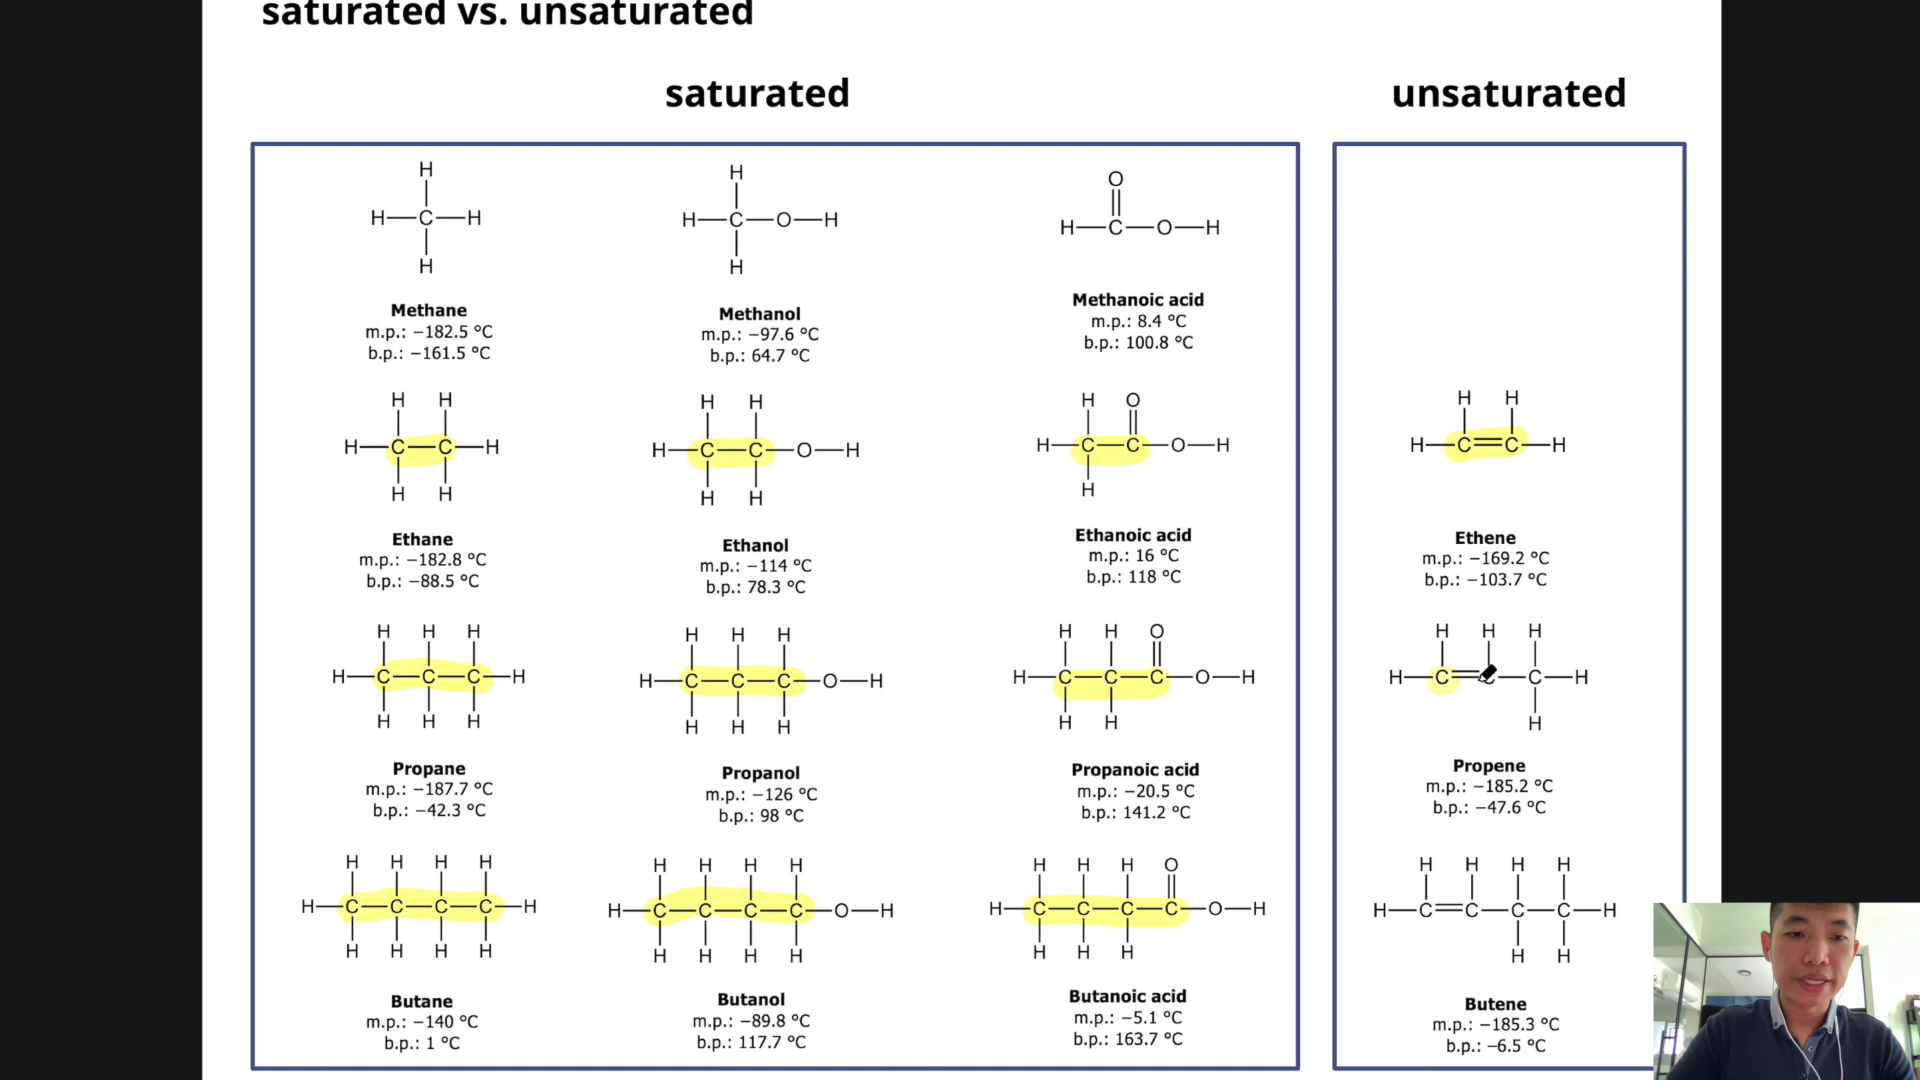 saturated vs. unsaturated
saturated
unsaturated
H
H—C—H
H
Methane
m.p.: −182.5 °C
b.p.: −161.5 °C
H
H—C—O—H
H
Methanol
m.p.: −97.6 °C
b.p.: 64.7 °C
O
H—C—O—H
Methanoic acid
m.p.: 8.4 °C
b.p.: 100.8 °C
H H
H—C—C—H
H H
Ethane
m.p.: −182.8 °C
b.p.: −88.5 °C
H H
H—C—C—O—H
H H
Ethanol
m.p.: −114 °C
b.p.: 78.3 °C
H O
H—C—C—O—H
H
Ethanoic acid
m.p.: 16 °C
b.p.: 118 °C
H H
H—C=C—H
Ethene
m.p.: −169.2 °C
b.p.: −103.7 °C
H H H
H—C—C—C—H
H H H
Propane
m.p.: −187.7 °C
b.p.: −42.3 °C
H H H
H—C—C—C—O—H
H H H
Propanol
m.p.: −126 °C
b.p.: 98 °C
H H O
H—C—C—C—O—H
H H
Propanoic acid
m.p.: −20.5 °C
b.p.: 141.2 °C
H H H
H—C=C—C—H
H
Propene
m.p.: −185.2 °C
b.p.: −47.6 °C
H H H H
H—C—C—C—C—H
H H H H
Butane
m.p.: −140 °C
b.p.: 1 °C
H H H H
H—C—C—C—C—O—H
H H H H
Butanol
m.p.: −89.8 °C
b.p.: 117.7 °C
H H H O
H—C—C—C—C—O—H
H H H
Butanoic acid
m.p.: −5.1 °C
b.p.: 163.7 °C
H H H H
H—C=C—C—C—H
H H
Butene
m.p.: −185.3 °C
b.p.: −6.5 °C